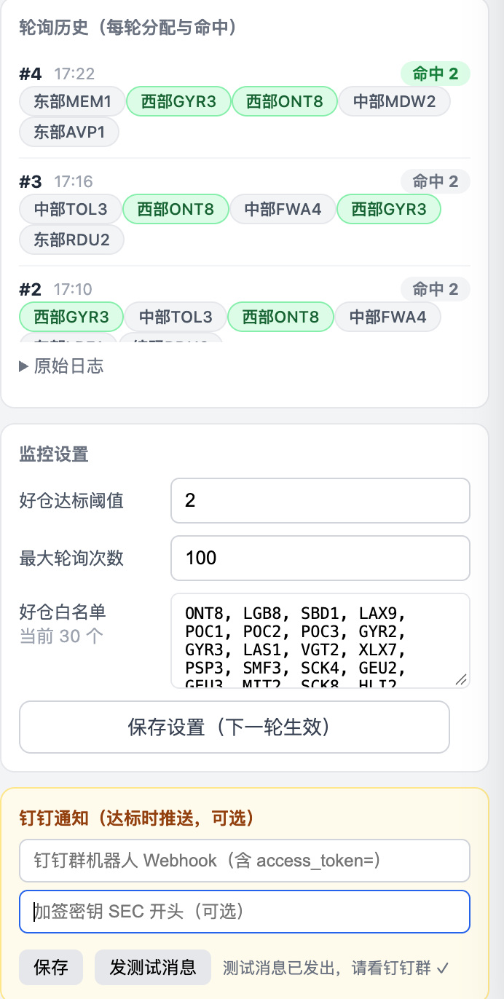 轮询历史（每轮分配与命中）
#4 17:22 命中 2
东部MEM1 西部GYR3 西部ONT8 中部MDW2
东部AVP1
#3 17:16 命中 2
中部TOL3 西部ONT8 中部FWA4 西部GYR3
东部RDU2
#2 17:10 命中 2
西部GYR3 中部TOL3 西部ONT8 中部FWA4
▶ 原始日志
监控设置
好仓达标阈值 2
最大轮询次数 100
好仓白名单
当前 30 个
ONT8, LGB8, SBD1, LAX9,
POC1, POC2, POC3, GYR2,
GYR3, LAS1, VGT2, XLX7,
PSP3, SMF3, SCK4, GEU2,
GEU3, MIT2, SCK8, HLI2
保存设置（下一轮生效）
钉钉通知（达标时推送，可选）
钉钉群机器人 Webhook（含 access_token=）
加签密钥 SEC 开头（可选）
保存 发测试消息 测试消息已发出，请看钉钉群 ✓